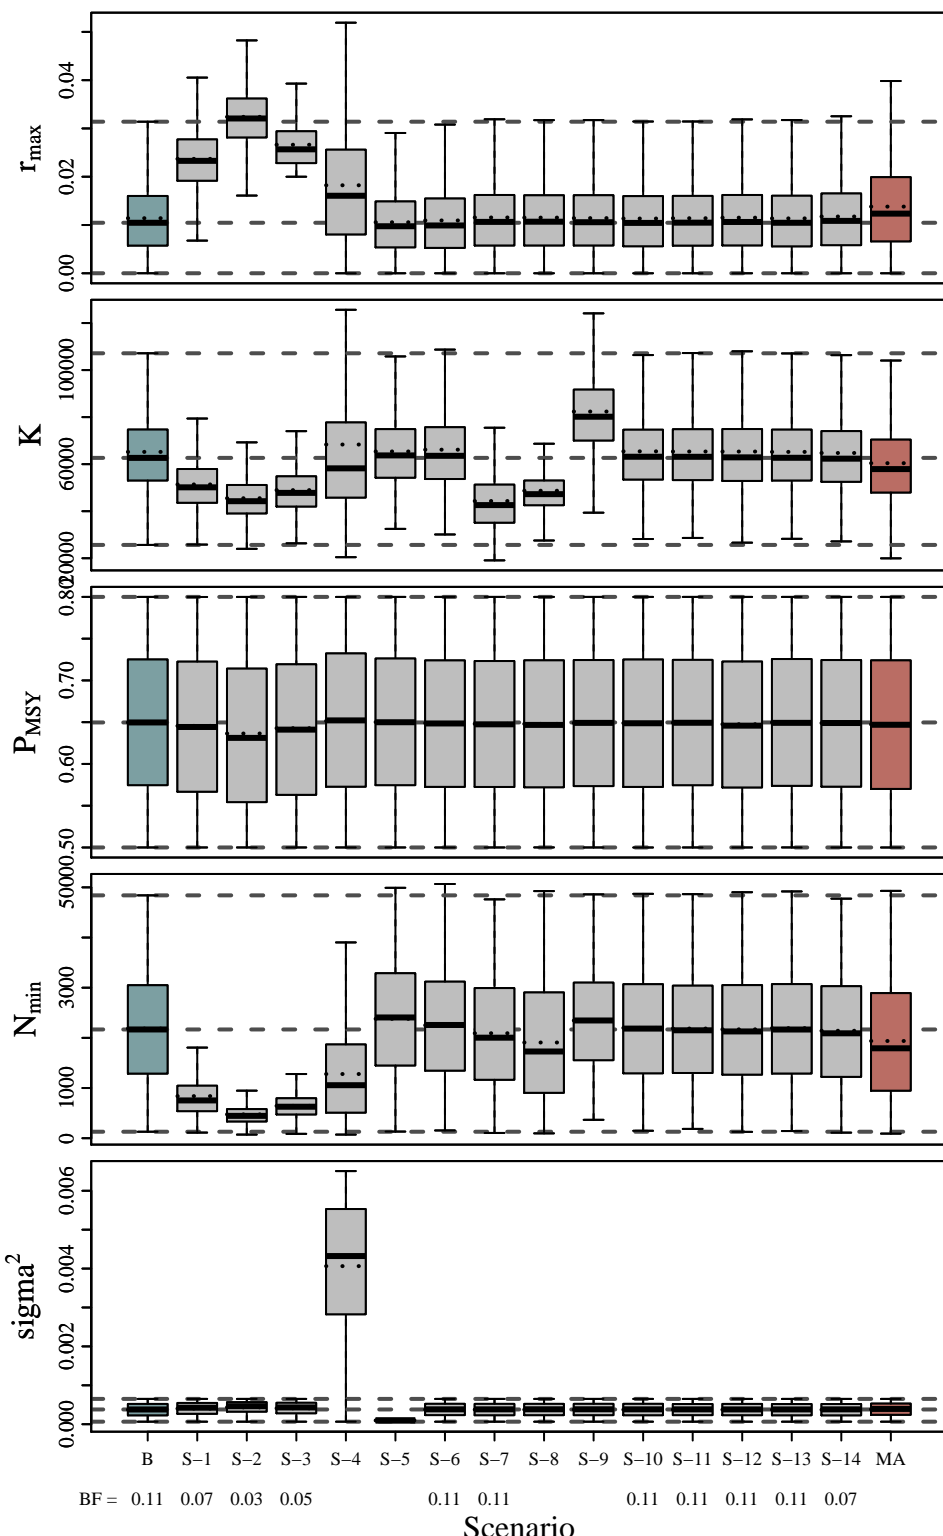 r_max
0.04
0.02
0.00
K
100000
60000
20000
P_MSY
0.80
0.70
0.60
0.50
N_min
5000
3000
1000
0
sigma²
0.006
0.004
0.002
0.000
B S−1 S−2 S−3 S−4 S−5 S−6 S−7 S−8 S−9 S−10 S−11 S−12 S−13 S−14 MA
BF = 0.11 0.07 0.03 0.05 0.11 0.11 0.11 0.11 0.11 0.11 0.07
Scenario